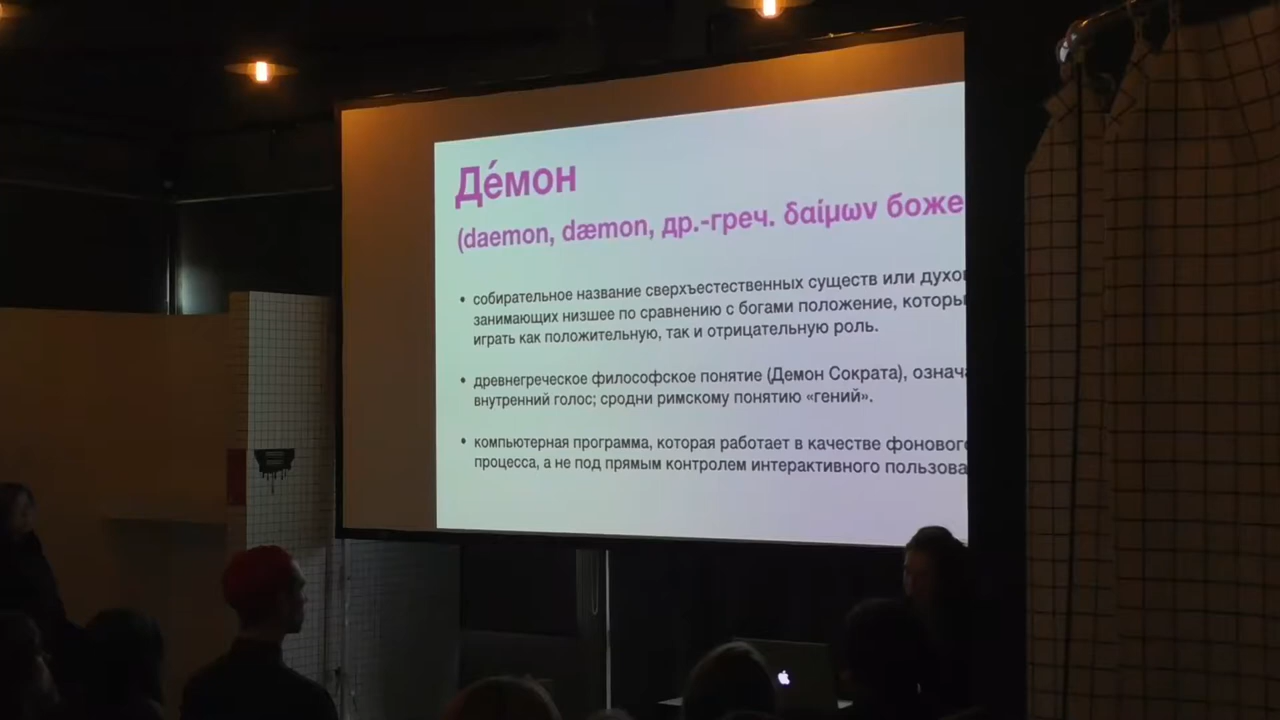 Де́мон
(daemon, dæmon, др.-греч. δαίμων боже
• собирательное название сверхъестественных существ или духо
занимающих низшее по сравнению с богами положение, которы
играть как положительную, так и отрицательную роль.
• древнегреческое философское понятие (Демон Сократа), означа
внутренний голос; сродни римскому понятию «гений».
• компьютерная программа, которая работает в качестве фоновог
процесса, а не под прямым контролем интерактивного пользова